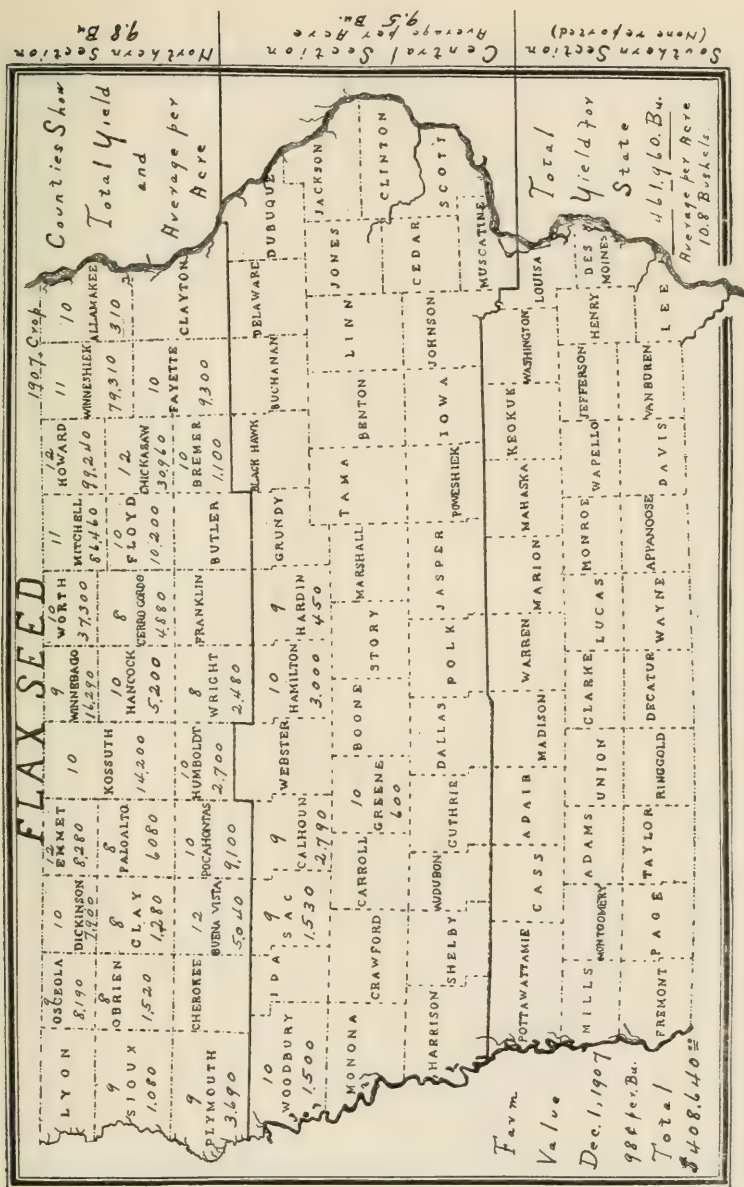 FLAX SEED
1907. Crop
Counties Show
Total Yield
and
Average per
Acre
Northern Section
9.8 Bu
Central Section
Average per Acre
9.5 Bu.
Southern Section
(None reported)
LYON
9
OSCEOLA
8,190
10
DICKINSON
7,900
12
EMMET
8,280
10
KOSSUTH
14,200
9
WINNEBAGO
16,290
10
WORTH
37,300
11
MITCHELL
86,460
12
HOWARD
99,240
11
WINNESHIEK
79,310
10
ALLAMAKEE
310
9
SIOUX
1,080
8
OBRIEN
1,520
8
CLAY
1,280
8
PALO ALTO
6080
10
HANCOCK
5,200
8
CERRO GORDO
4,880
10
FLOYD
10,200
12
CHICKASAW
30,960
10
FAYETTE
9,300
CLAYTON
9
PLYMOUTH
3,690
CHEROKEE
12
BUENA VISTA
5,040
10
POCAHONTAS
9,100
10
HUMBOLDT
2,700
8
WRIGHT
2,480
FRANKLIN
BUTLER
10
BREMER
1,100
10
WOODBURY
1,500
IDA
9
SAC
1,530
9
CALHOUN
2,790
WEBSTER
10
HAMILTON
3,000
9
HARDIN
450
GRUNDY
BLACK HAWK
BUCHANAN
DELAWARE
DUBUQUE
MONONA
CRAWFORD
CARROLL
10
GREENE
600
BOONE
STORY
MARSHALL
TAMA
BENTON
LINN
JONES
JACKSON
CLINTON
HARRISON
SHELBY
AUDUBON
GUTHRIE
DALLAS
POLK
JASPER
POWESHIEK
IOWA
JOHNSON
CEDAR
SCOTT
MUSCATINE
POTTAWATTAMIE
CASS
ADAIR
MADISON
WARREN
MARION
MAHASKA
KEOKUK
WASHINGTON
LOUISA
MILLS
MONTGOMERY
ADAMS
UNION
CLARKE
LUCAS
MONROE
WAPELLO
JEFFERSON
HENRY
DES
MOINES
FREMONT
PAGE
TAYLOR
RINGGOLD
DECATUR
WAYNE
APPANOOSE
DAVIS
VAN BUREN
LEE
Farm
Value
Dec. 1, 1907
98¢ per. Bu.
Total
$408,640.00
Total
Yield for
State
461,960. Bu.
Average per Acre
10.8 Bushels.